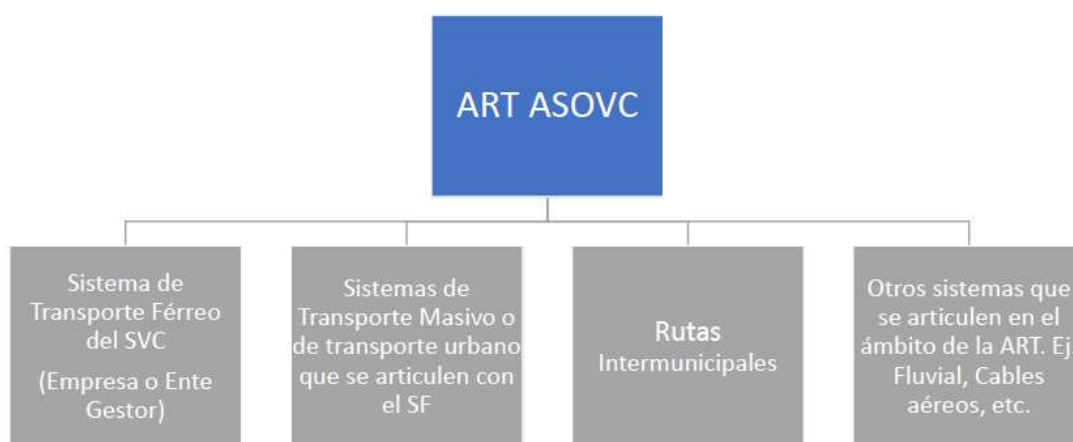 ART ASOVC
Sistema de
Transporte Férreo
del SVC
(Empresa o Ente
Gestor)
Sistemas de
Transporte Masivo o
de transporte urbano
que se articulen con
el SF
Rutas
Intermunicipales
Otros sistemas que
se articulen en el
ámbito de la ART. Ej.
Fluvial, Cables
aéreos, etc.